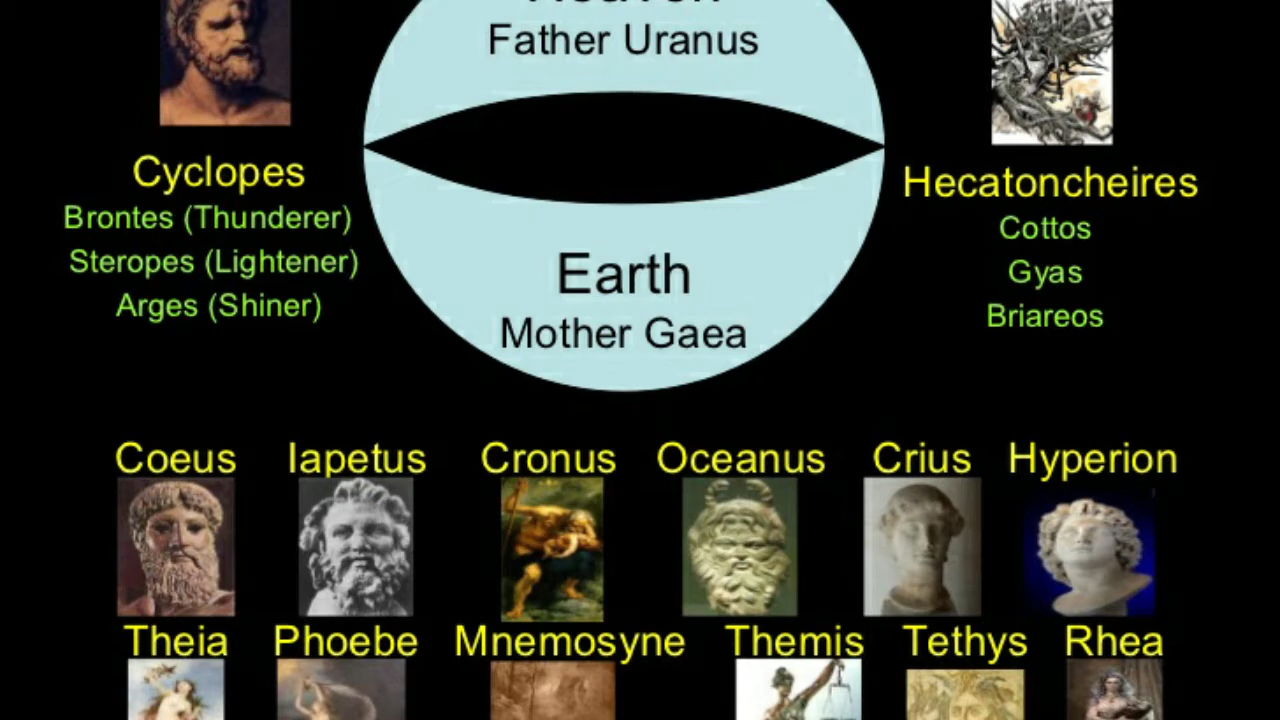 Father Uranus
Cyclopes
Brontes (Thunderer)
Steropes (Lightener)
Arges (Shiner)
Hecatoncheires
Cottos
Gyas
Briareos
Earth
Mother Gaea
Coeus Iapetus Cronus Oceanus Crius Hyperion
Theia Phoebe Mnemosyne Themis Tethys Rhea